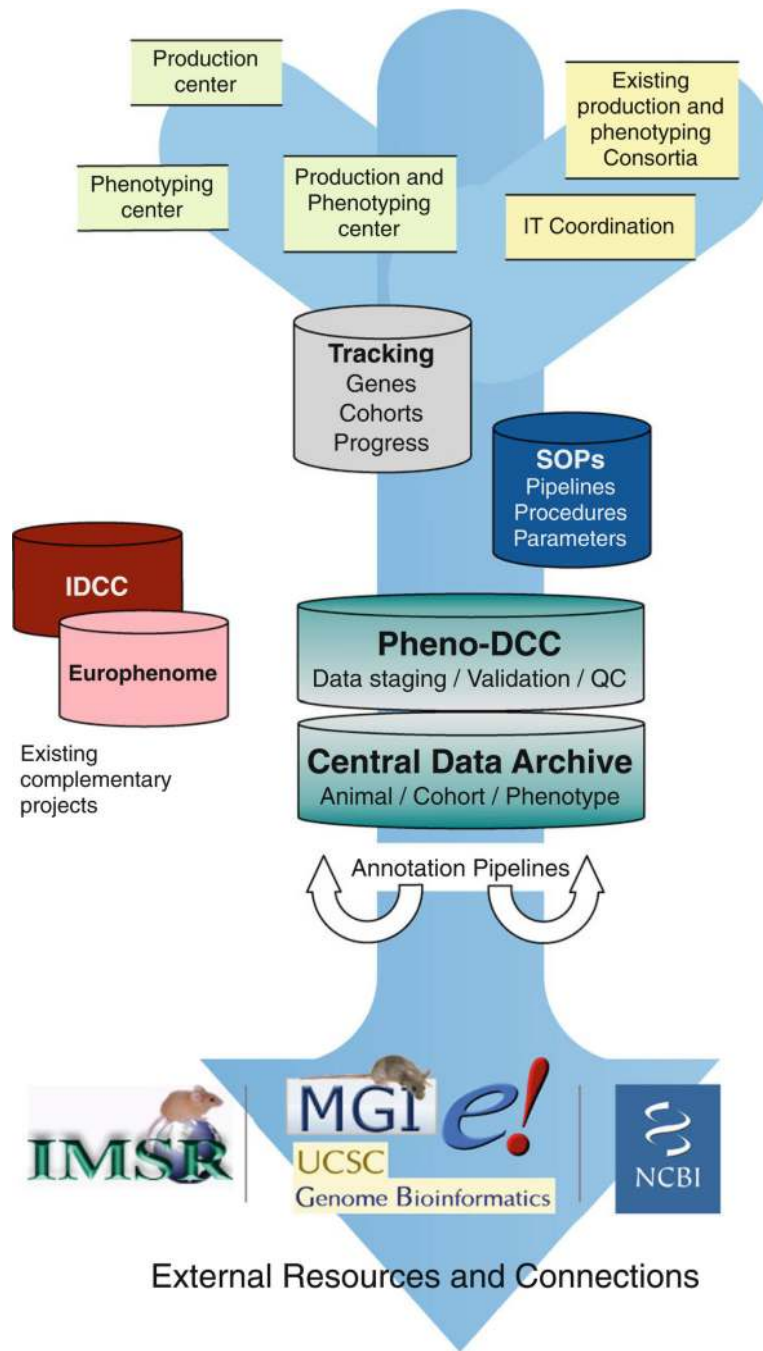 Production
center
Existing
production and
phenotyping
Consortia
Phenotyping
center
Production and
Phenotyping
center
IT Coordination
Tracking
Genes
Cohorts
Progress
SOPs
Pipelines
Procedures
Parameters
IDCC
Europhenome
Existing
complementary
projects
Pheno-DCC
Data staging / Validation / QC
Central Data Archive
Animal / Cohort / Phenotype
Annotation Pipelines
IMSR
MGI
e!
UCSC
Genome Bioinformatics
NCBI
External Resources and Connections